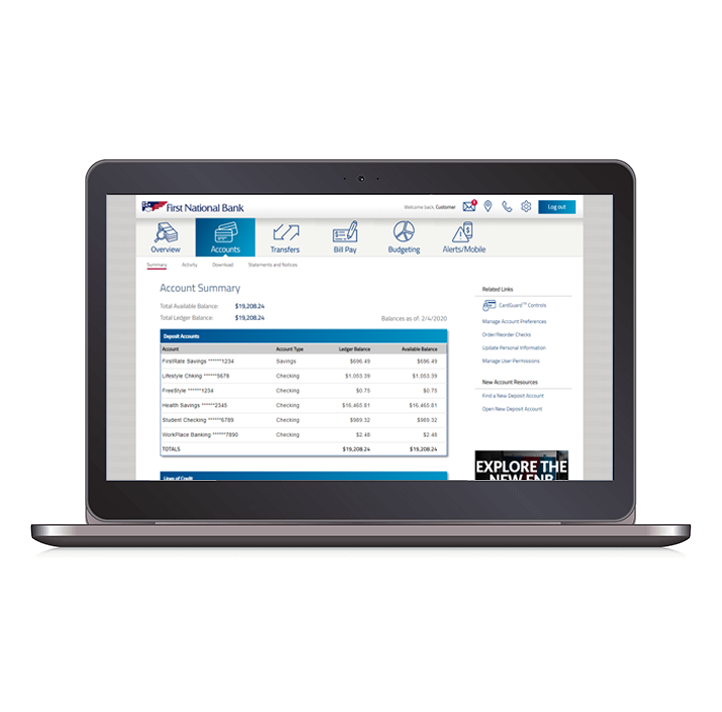 First National Bank
Welcome back, Customer
Log out
Overview Accounts Transfers Bill Pay Budgeting Alerts/Mobile
Summary Activity Download Statements and Notices
Account Summary
Total Available Balance: $19,208.24
Total Ledger Balance: $19,208.24
Balances as of: 2/4/2020
Deposit Accounts
Account Account Type Ledger Balance Available Balance
FirstRate Savings ******1234 Savings $696.49 $696.49
Lifestyle Chking ******5678 Checking $1,053.39 $1,053.39
FreeStyle ******1234 Checking $0.75 $0.75
Health Savings ******2345 Checking $16,465.81 $16,465.81
Student Checking ******6789 Checking $989.32 $989.32
WorkPlace Banking ******7890 Checking $2.48 $2.48
TOTALS $19,208.24 $19,208.24
Lines of Credit
Related Links
CardGuard™ Controls
Manage Account Preferences
Order/Reorder Checks
Update Personal Information
Manage User Permissions
New Account Resources
Find a New Deposit Account
Open New Deposit Account
EXPLORE THE
NEW FNB